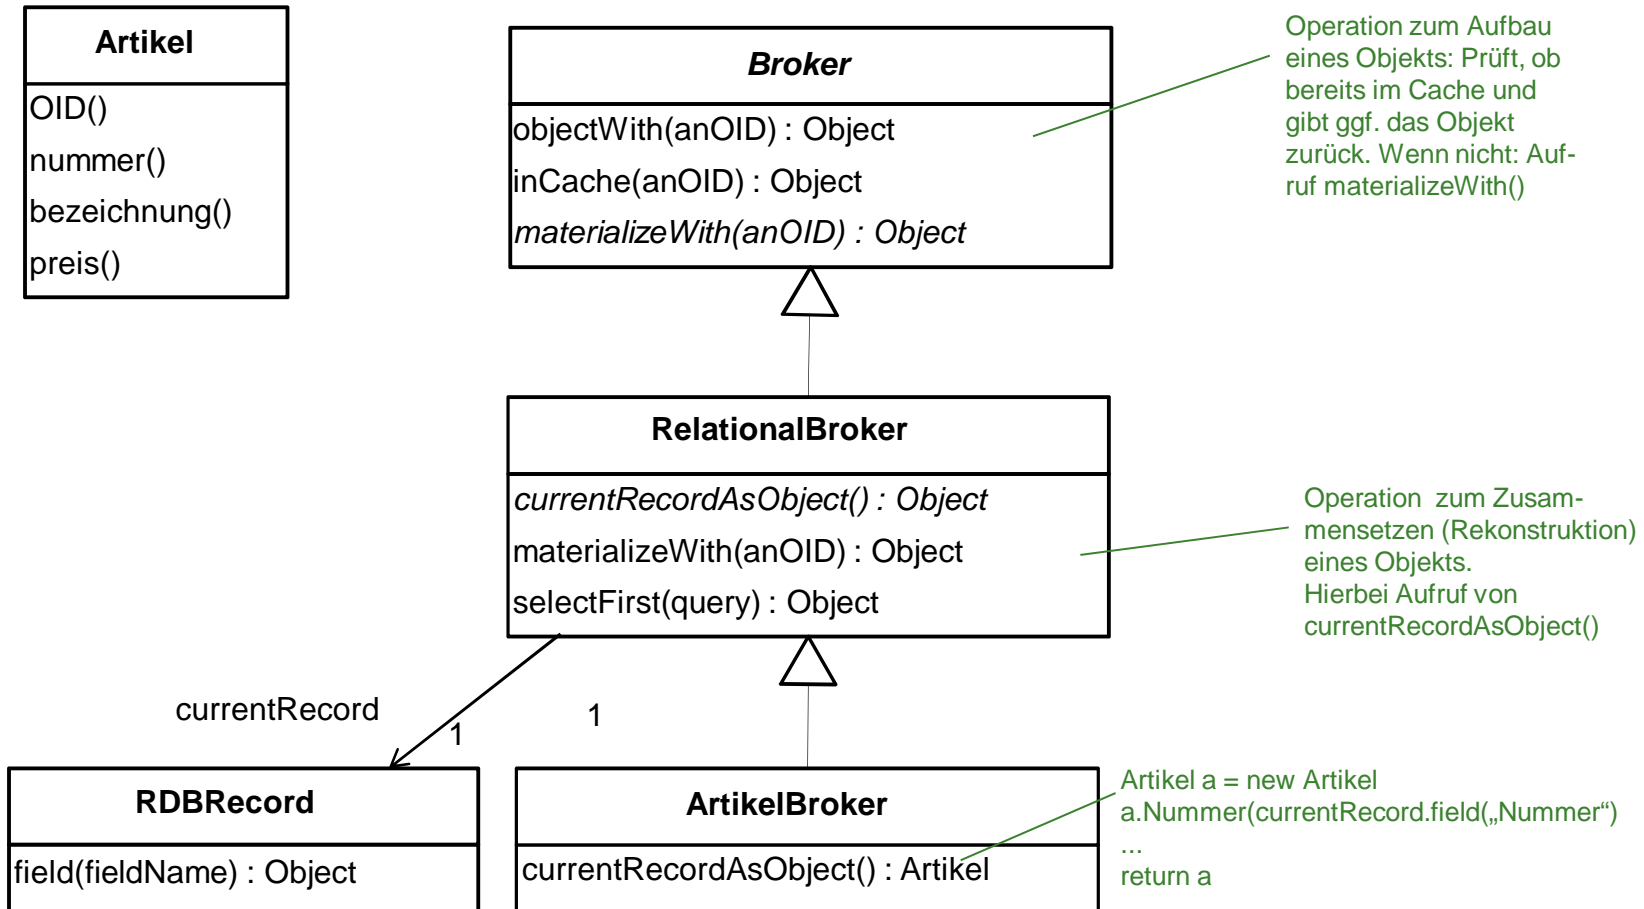 Artikel
OID()
nummer()
bezeichnung()
preis()
Broker
objectWith(anOID) : Object
inCache(anOID) : Object
materializeWith(anOID) : Object
Operation zum Aufbau
eines Objekts: Prüft, ob
bereits im Cache und
gibt ggf. das Objekt
zurück. Wenn nicht: Auf-
ruf materializeWith()
RelationalBroker
currentRecordAsObject() : Object
materializeWith(anOID) : Object
selectFirst(query) : Object
Operation zum Zusam-
mensetzen (Rekonstruktion)
eines Objekts.
Hierbei Aufruf von
currentRecordAsObject()
currentRecord
1
1
RDBRecord
field(fieldName) : Object
ArtikelBroker
currentRecordAsObject() : Artikel
Artikel a = new Artikel
a.Nummer(currentRecord.field(„Nummer“)
...
return a